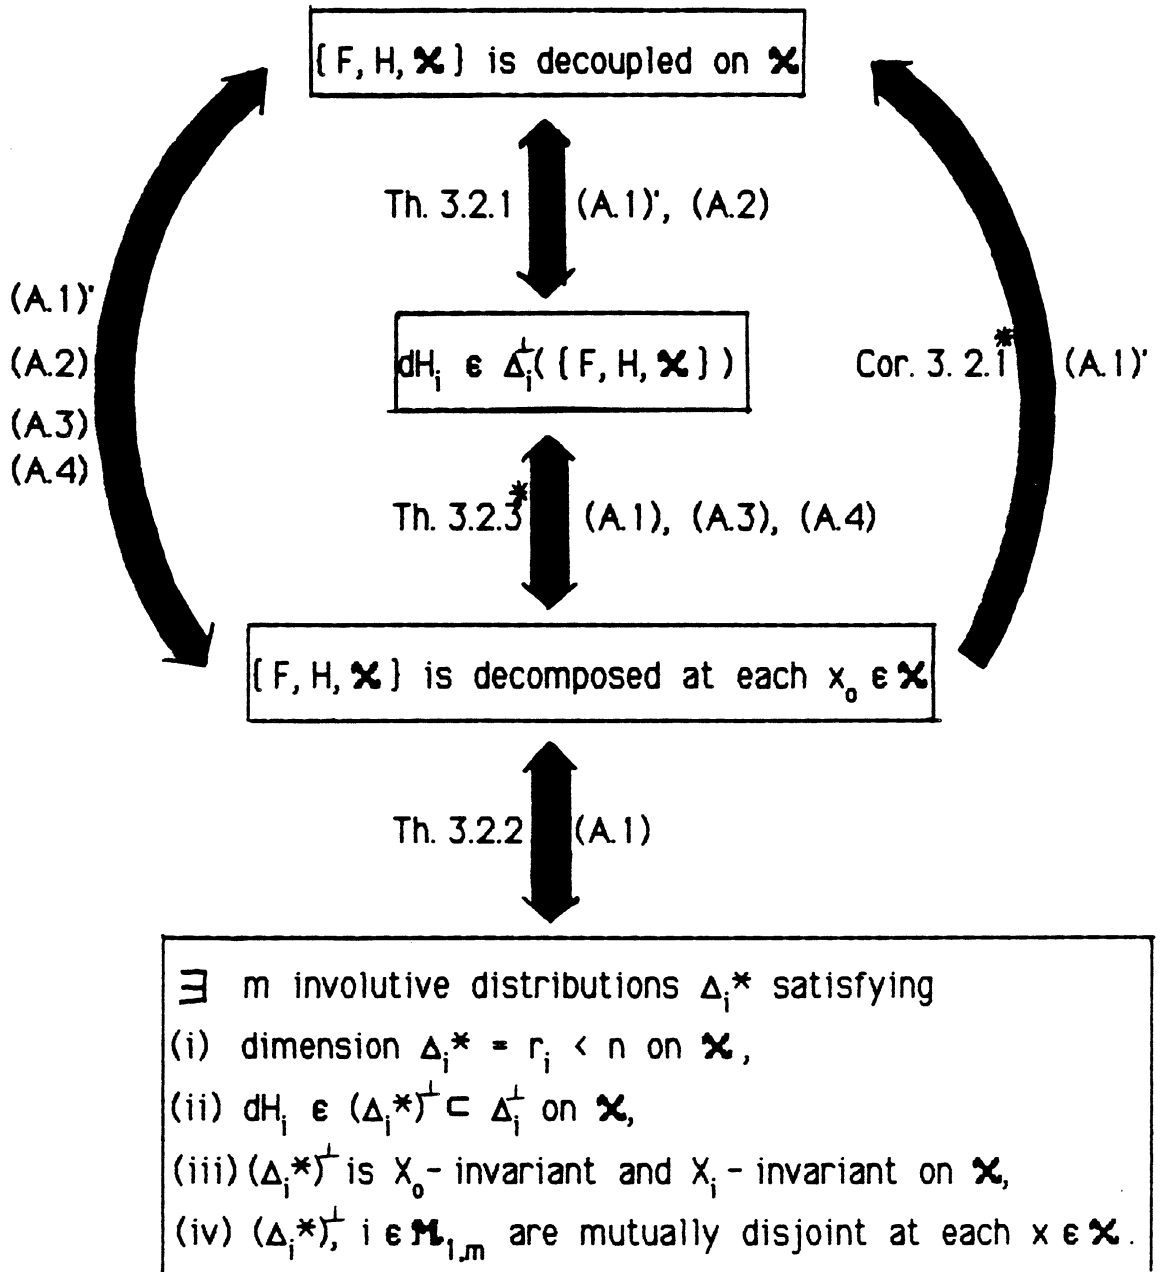 { F, H, 𝔛 } is decoupled on 𝔛
Th. 3.2.1 (A.1)', (A.2)
(A.1)'
(A.2)
(A.3)
(A.4)
dHᵢ ε Δᵢ^⊥({ F, H, 𝔛 })
Cor. 3. 2.1* (A.1)'
Th. 3.2.3* (A.1), (A.3), (A.4)
{ F, H, 𝔛 } is decomposed at each x₀ ε 𝔛
Th. 3.2.2 (A.1)
∃ m involutive distributions Δᵢ* satisfying
(i) dimension Δᵢ* = rᵢ < n on 𝔛,
(ii) dHᵢ ε (Δᵢ*)^⊥ ⊂ Δᵢ^⊥ on 𝔛,
(iii) (Δᵢ*)^⊥ is X₀ - invariant and Xᵢ - invariant on 𝔛,
(iv) (Δᵢ*)^⊥, i ε 𝔐₁,ₘ are mutually disjoint at each x ε 𝔛.